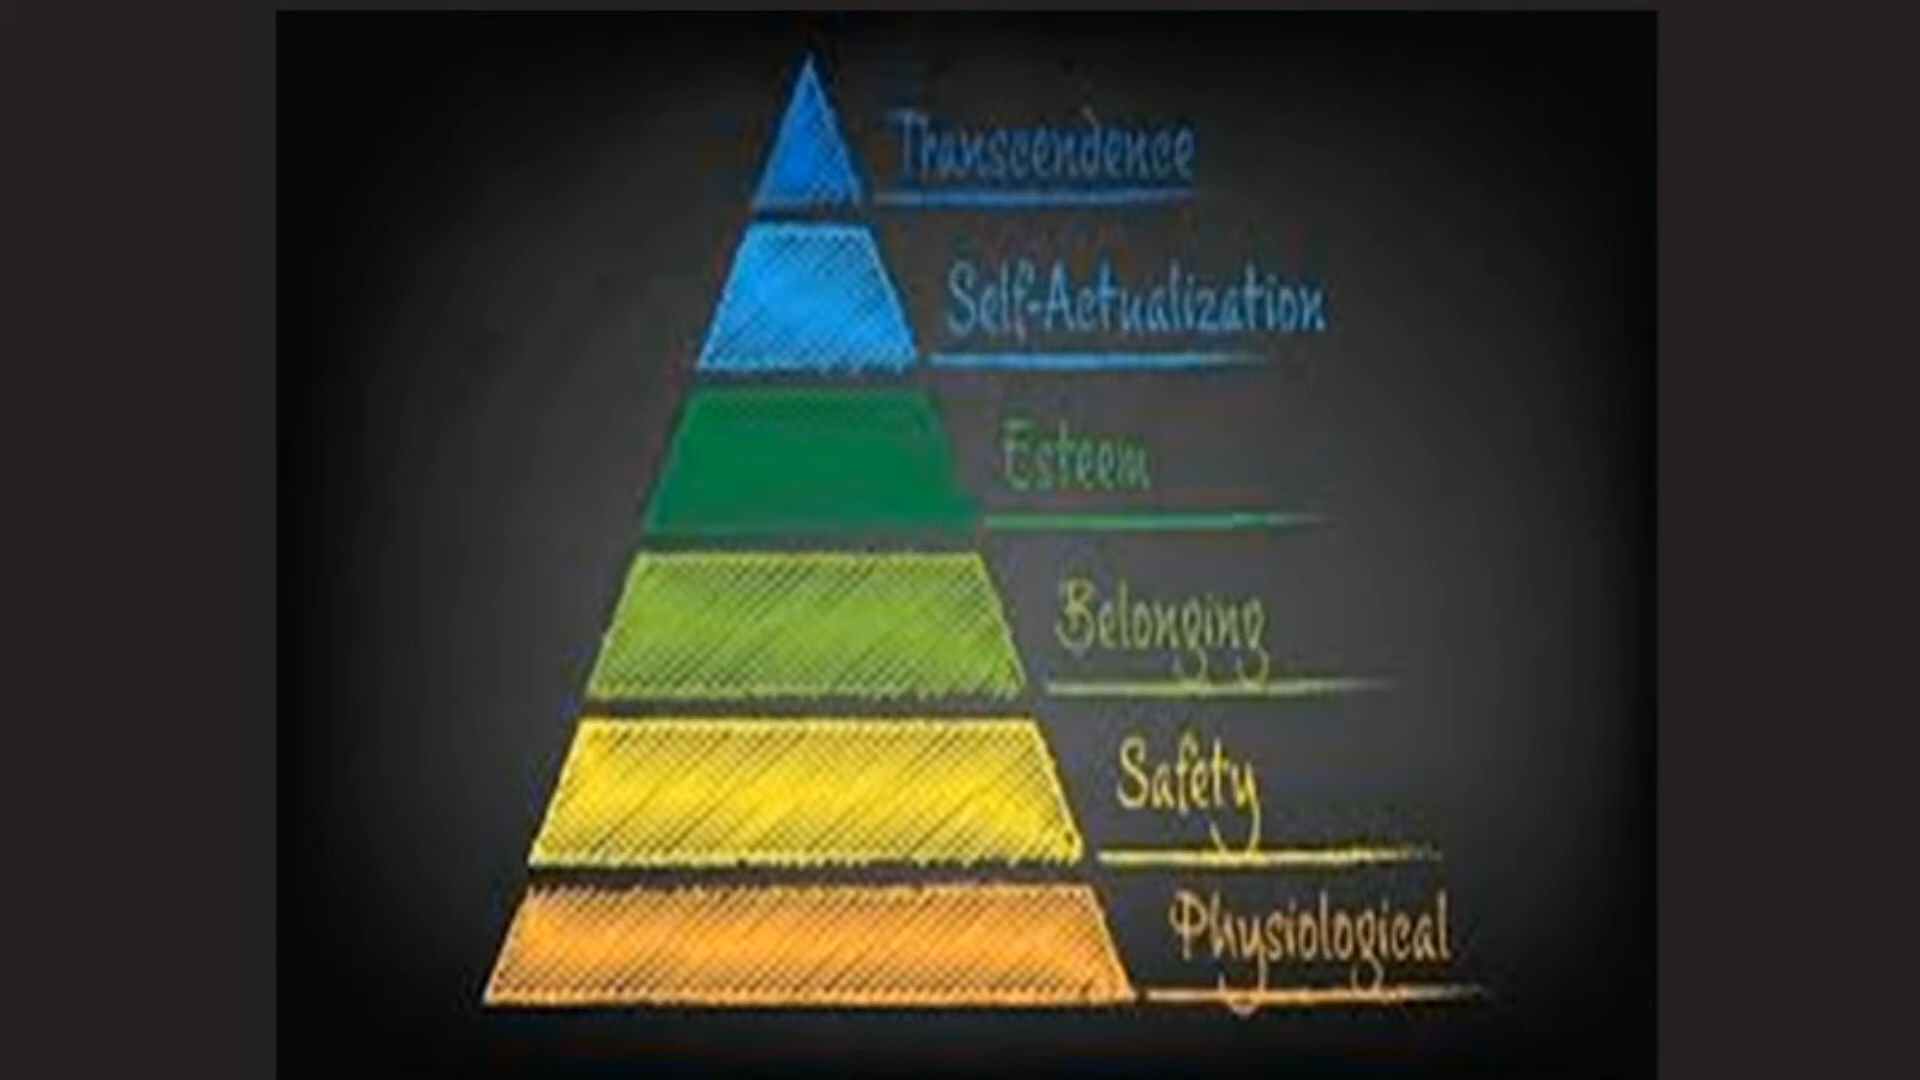 Transcendence
Self-Actualization
Esteem
Belonging
Safety
Physiological